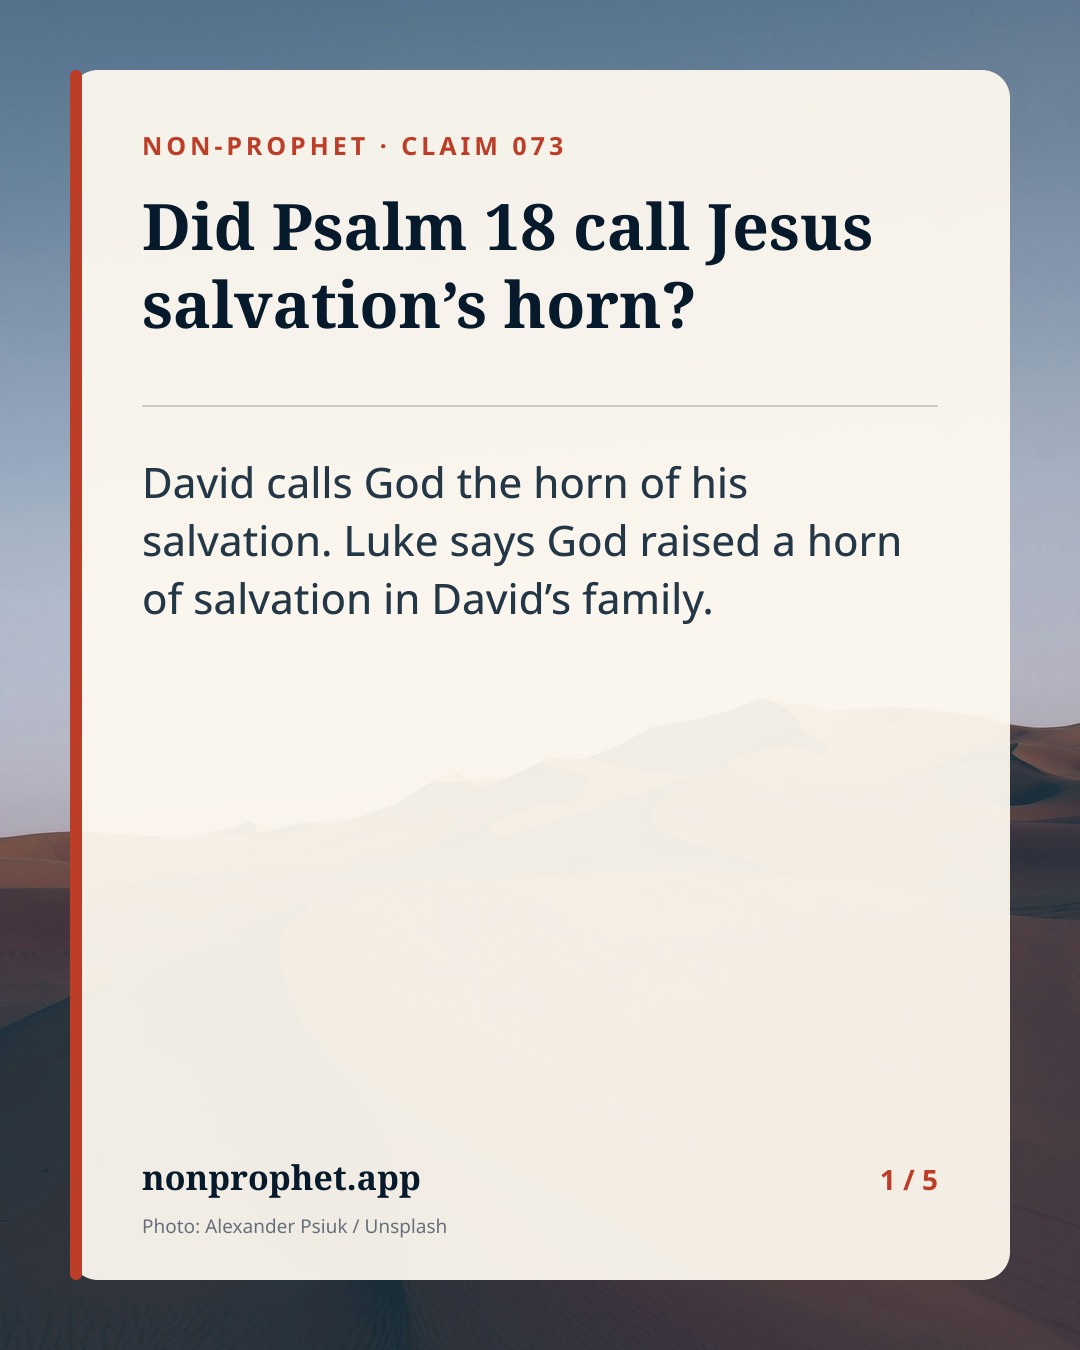 NON-PROPHET · CLAIM 073
Did Psalm 18 call Jesus
salvation’s horn?
David calls God the horn of his
salvation. Luke says God raised a horn
of salvation in David’s family.
nonprophet.app
1 / 5
Photo: Alexander Psiuk / Unsplash